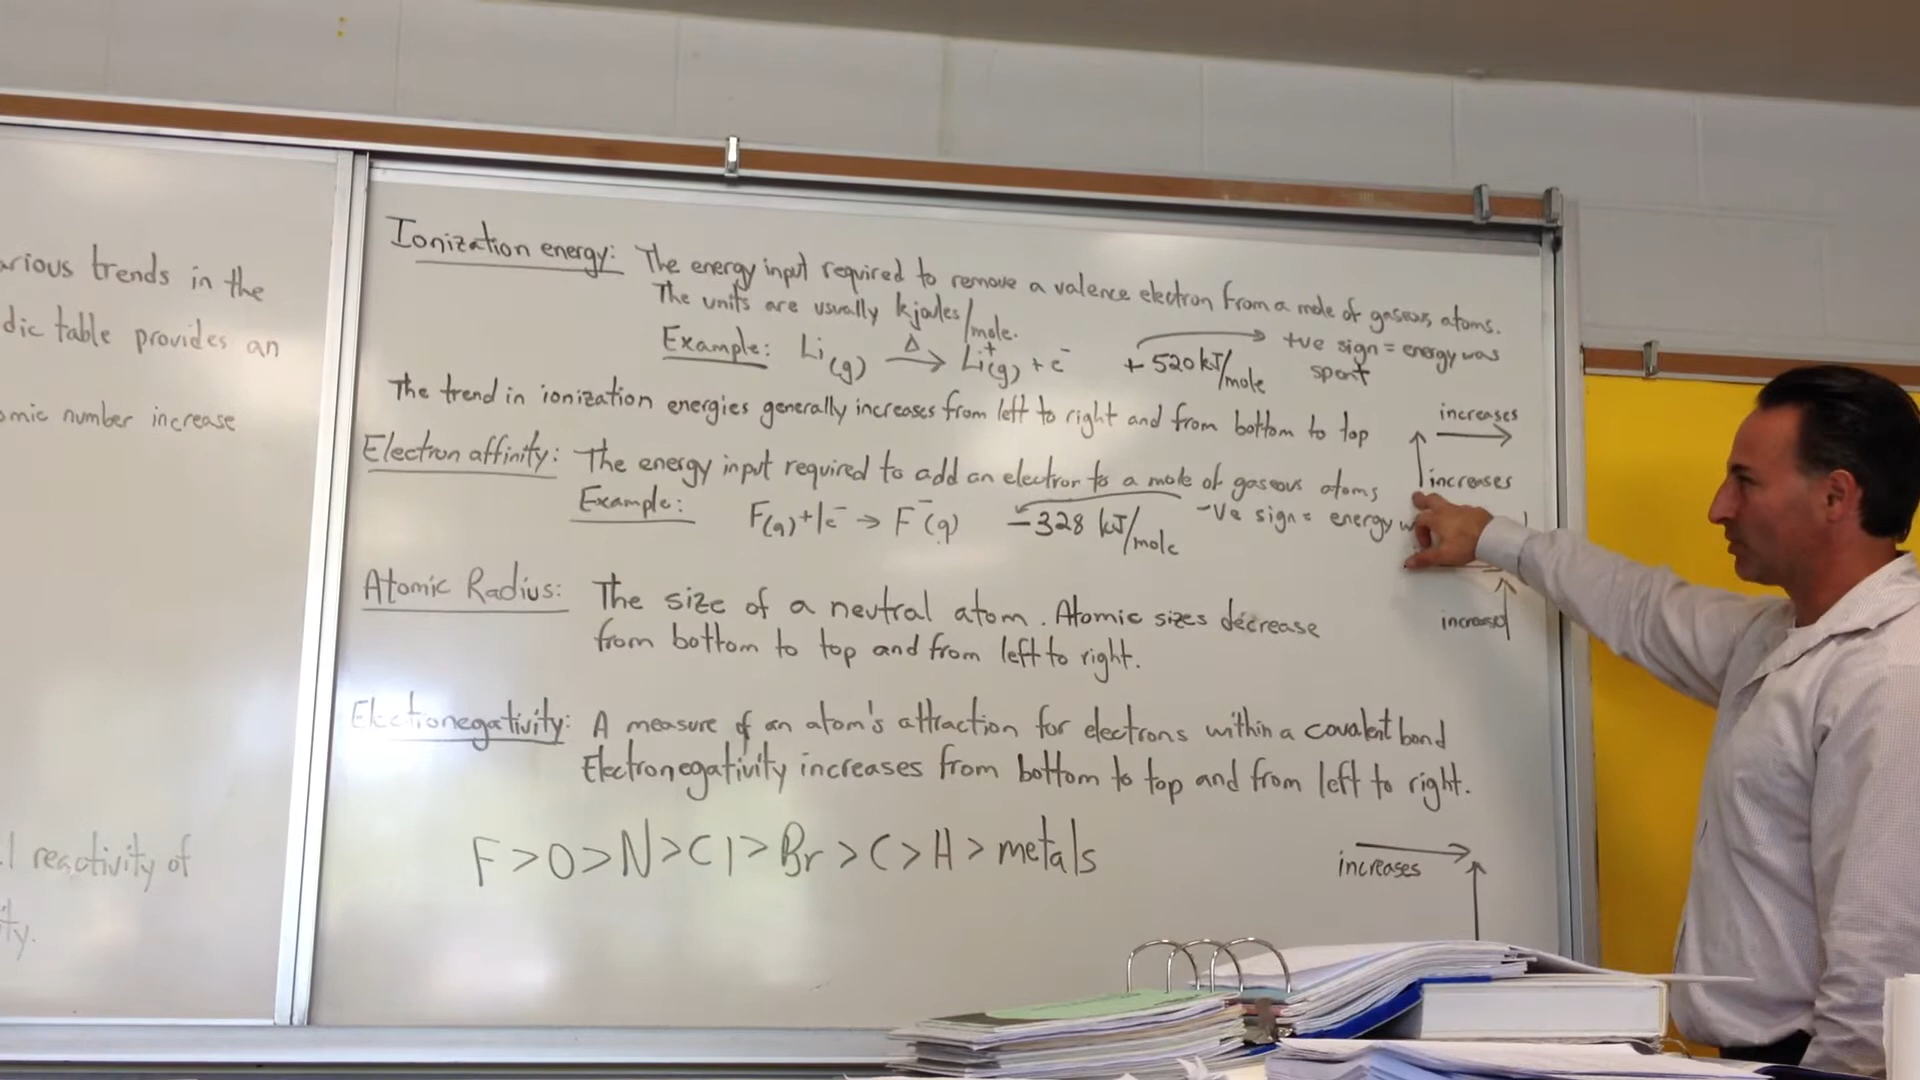 arious trends in the
dic table provides an
omic number increase
l reactivity of
ity.
Ionization energy: The energy input required to remove a valence electron from a mole of gaseous atoms.
The units are usually kjoules/mole.
Example: Li(g) Δ→ Li⁺(g) + e⁻ +520 kJ/mole +ve sign = energy was
spent
The trend in ionization energies generally increases from left to right and from bottom to top
increases
increases
Electron affinity: The energy input required to add an electron to a mole of gaseous atoms
Example: F(g) + 1e⁻ → F⁻(g) -328 kJ/mole -ve sign = energy
Atomic Radius: The size of a neutral atom. Atomic sizes decrease
from bottom to top and from left to right.
Electronegativity: A measure of an atom's attraction for electrons within a covalent bond
Electronegativity increases from bottom to top and from left to right.
F > O > N > Cl > Br > C > H > metals
increases